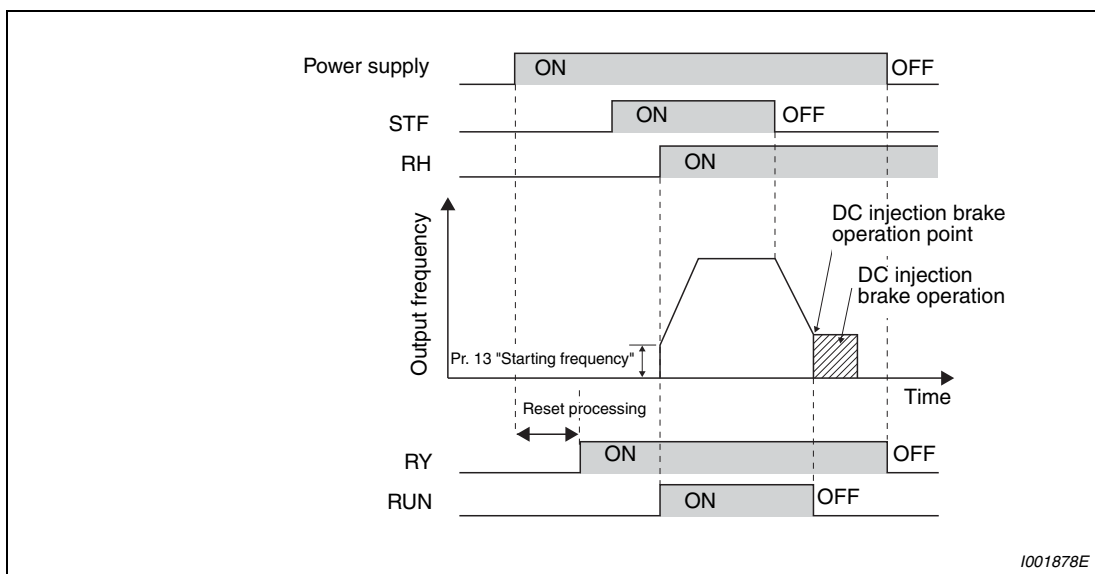 Power supply
ON
OFF
STF
ON
OFF
RH
ON
Output frequency
DC injection brake
operation point
DC injection
brake operation
Pr. 13 "Starting frequency"
Time
Reset processing
RY
ON
OFF
RUN
ON
OFF
I001878E